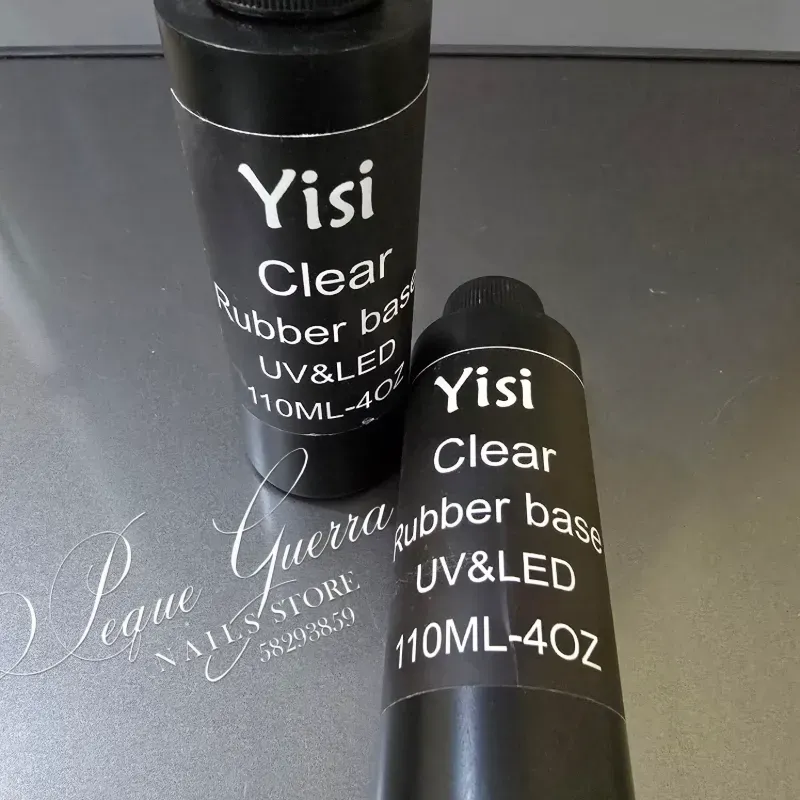 Yisi
Clear
Rubber base
UV&LED
110ML-4OZ
Yisi
Clear
Rubber base
UV&LED
110ML-4OZ
Peque Guerra
NAILS STORE
58293859